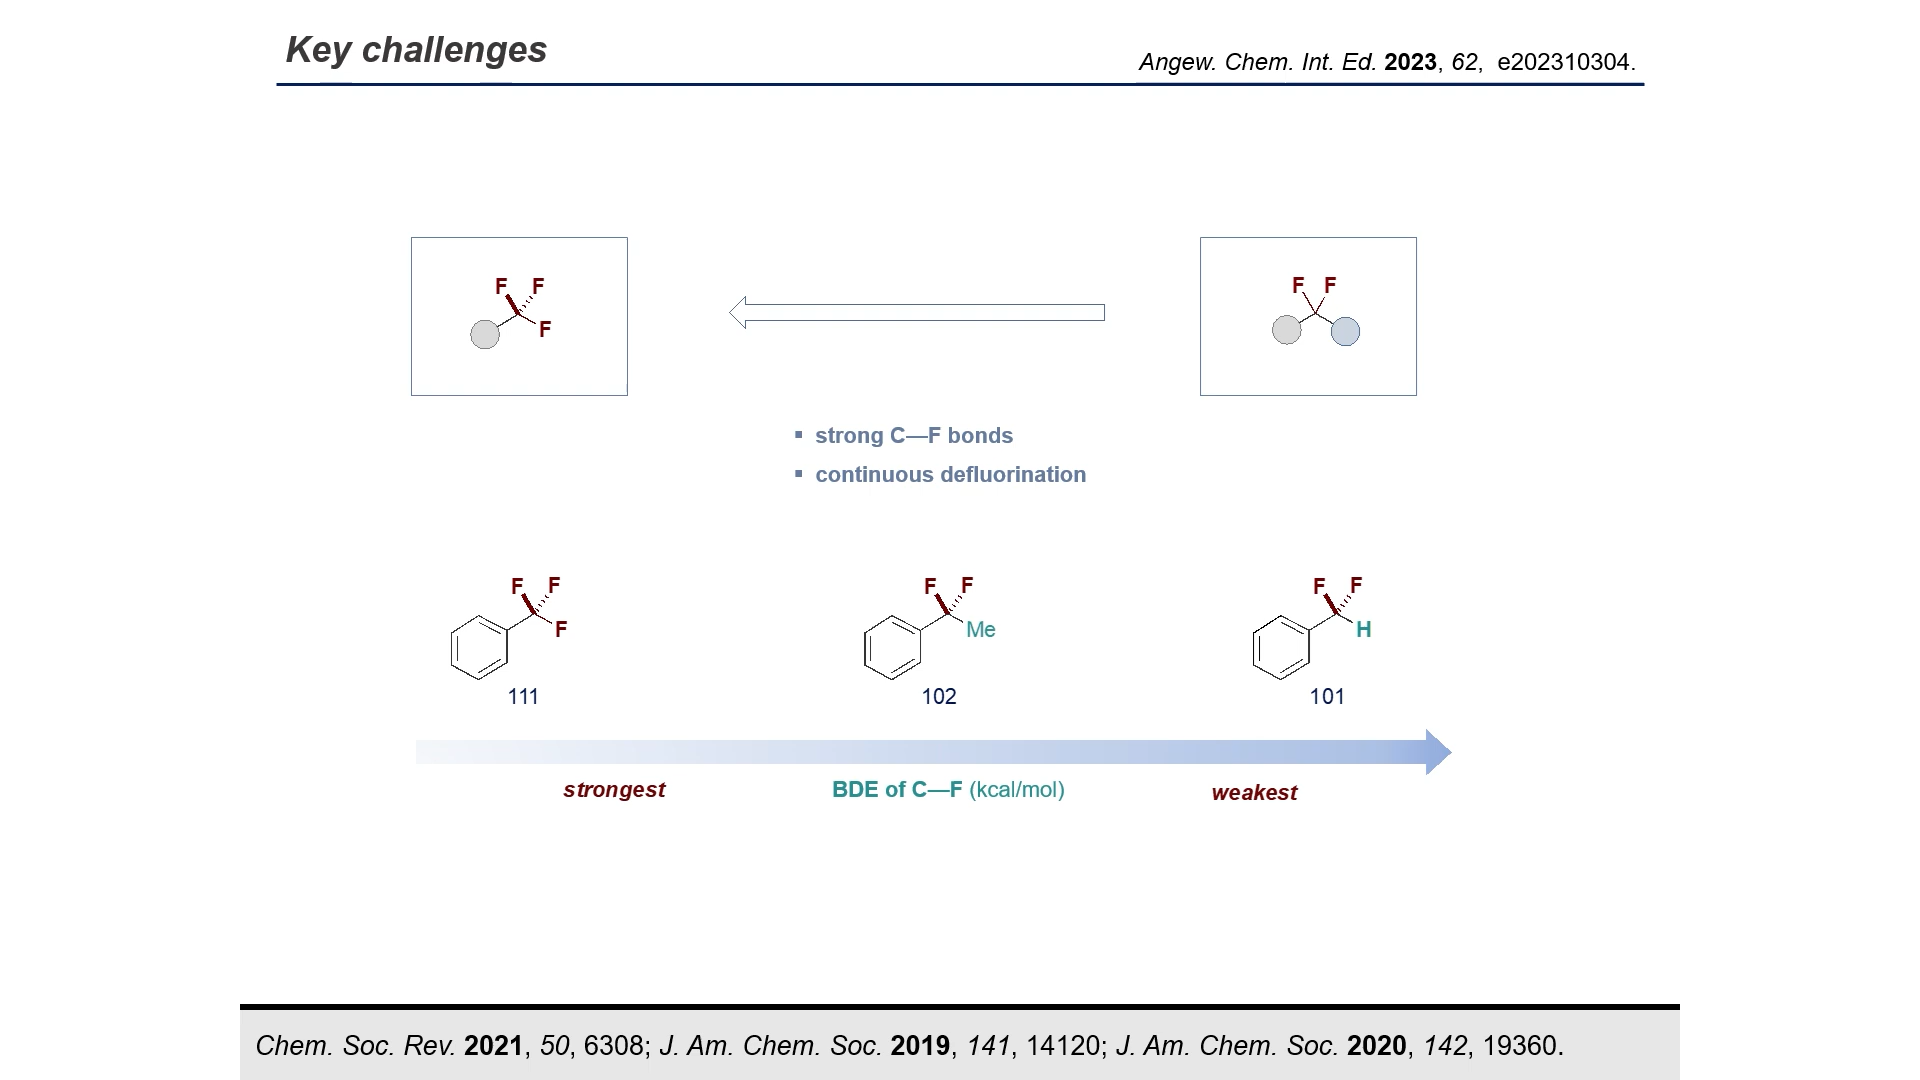 Key challenges
Angew. Chem. Int. Ed. 2023, 62, e202310304.
F F
F
F F
▪ strong C—F bonds
▪ continuous defluorination
F F
F
111
F F
Me
102
F F
H
101
strongest
BDE of C—F (kcal/mol)
weakest
Chem. Soc. Rev. 2021, 50, 6308; J. Am. Chem. Soc. 2019, 141, 14120; J. Am. Chem. Soc. 2020, 142, 19360.